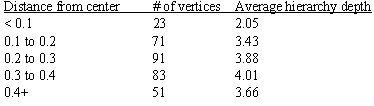 Distance from center # of vertices Average hierarchy depth
< 0.1 23 2.05
0.1 to 0.2 71 3.43
0.2 to 0.3 91 3.88
0.3 to 0.4 83 4.01
0.4+ 51 3.66